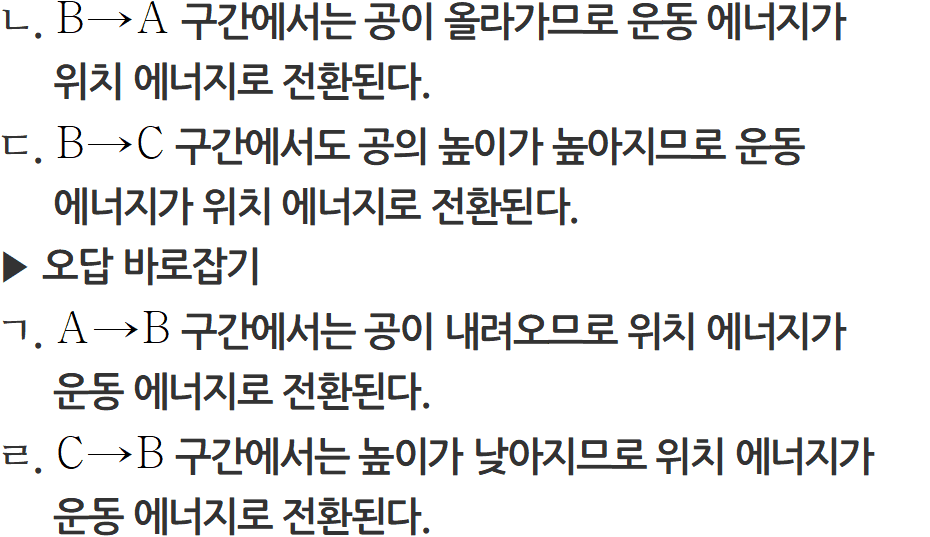 ㄴ. B→A 구간에서는 공이 올라가므로 운동 에너지가
위치 에너지로 전환된다.
ㄷ. B→C 구간에서도 공의 높이가 높아지므로 운동
에너지가 위치 에너지로 전환된다.
▶ 오답 바로잡기
ㄱ. A→B 구간에서는 공이 내려오므로 위치 에너지가
운동 에너지로 전환된다.
ㄹ. C→B 구간에서는 높이가 낮아지므로 위치 에너지가
운동 에너지로 전환된다.